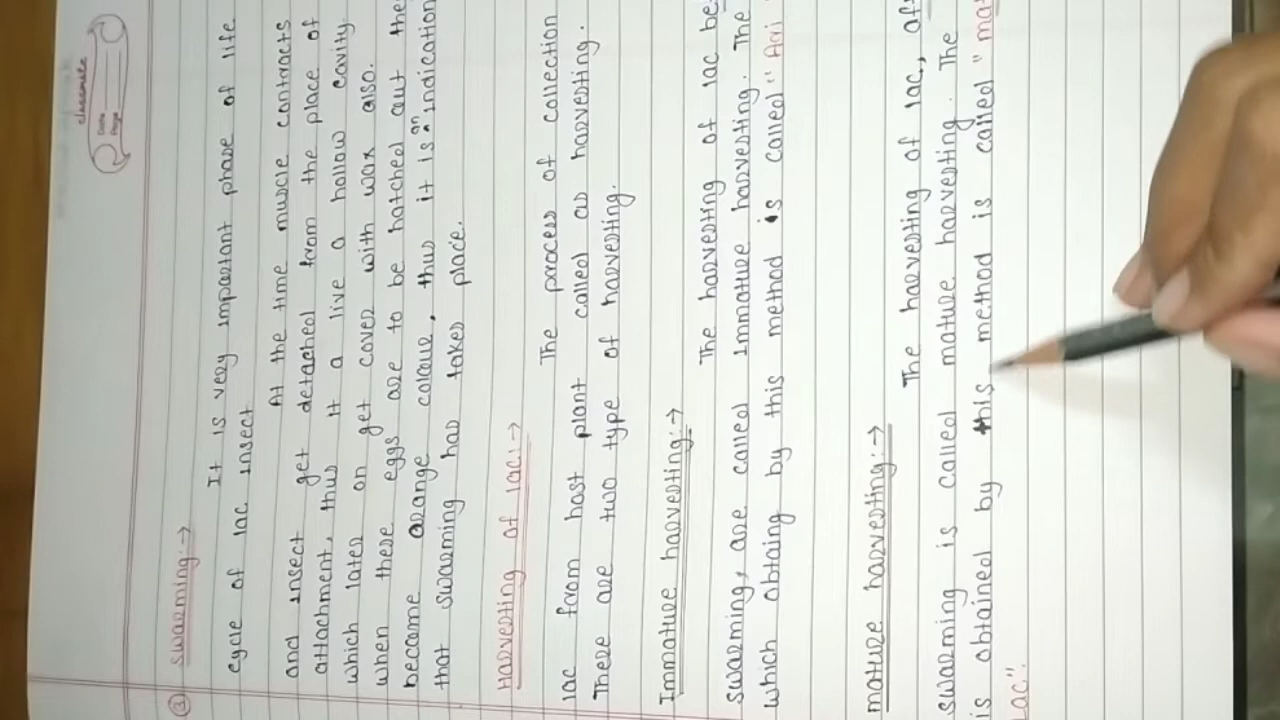 classmate
Date
Page
③ swarming:→
It is very important phase of life
cycle of lac insect
At the time muscle contracts
and insect get detached from the place of
attachment, thus it a live a hollow cavity.
which later on get cover with wax also.
when these eggs are to be hatched out the
became orange colour, thus it is an indication
that swarming has takes place.
Harvesting of lac:→
The process of collection
lac from host plant called as harvesting.
There are two type of harvesting.
Immature harvesting:→
The harvesting of lac be
swarming, are called immature harvesting. The
which obtaing by this method is called "Ari
mature harvesting:→
The harvesting of lac, aft
swarming is called mature harvesting. The
is obtained by this method is called "mat
lac".